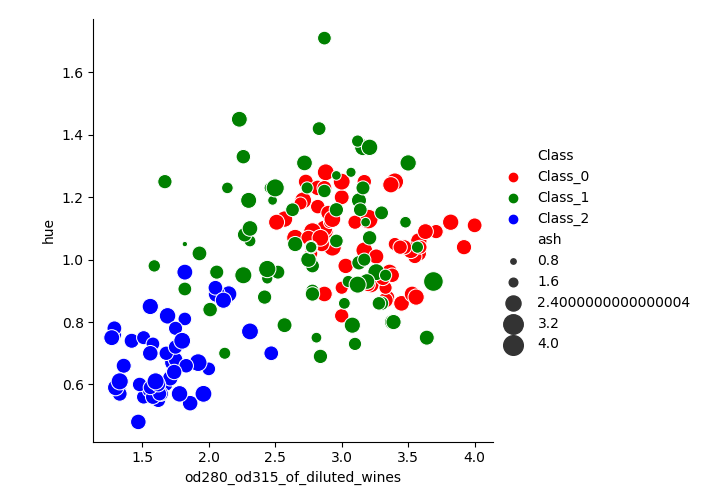 1.6
1.4
1.2
1.0
0.8
0.6
hue
1.5
2.0
2.5
3.0
3.5
4.0
od280_od315_of_diluted_wines
Class
Class_0
Class_1
Class_2
ash
0.8
1.6
2.4000000000000004
3.2
4.0